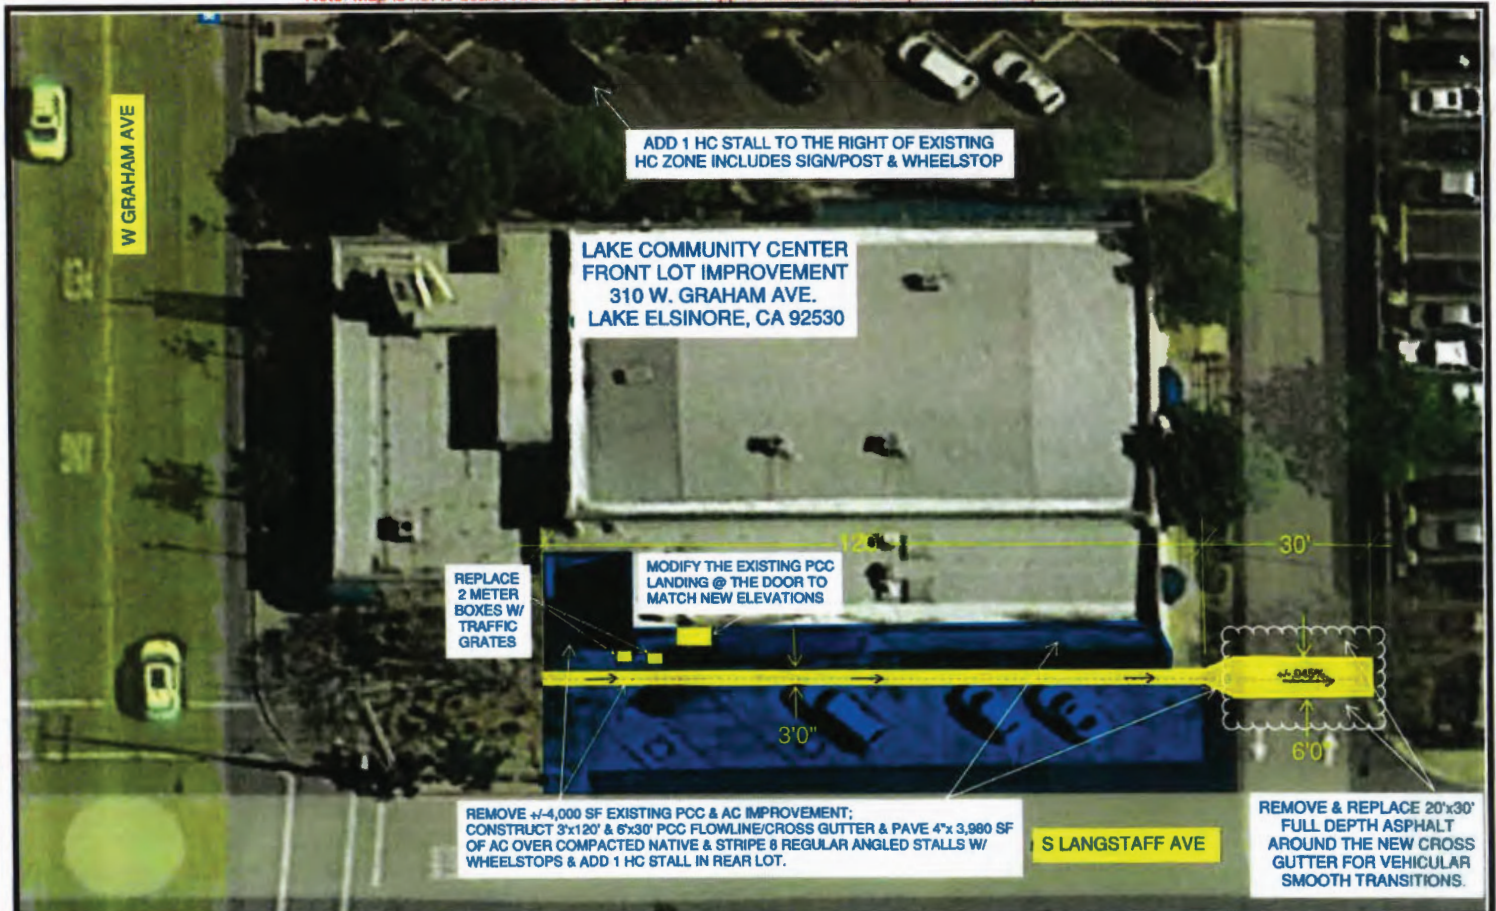 W GRAHAM AVE
ADD 1 HC STALL TO THE RIGHT OF EXISTING
HC ZONE INCLUDES SIGN/POST & WHEELSTOP
LAKE COMMUNITY CENTER
FRONT LOT IMPROVEMENT
310 W. GRAHAM AVE.
LAKE ELSINORE, CA 92530
30'
REPLACE
2 METER
BOXES W/
TRAFFIC
GRATES
MODIFY THE EXISTING PCC
LANDING @ THE DOOR TO
MATCH NEW ELEVATIONS
+/-.045%
3'0"
6'0"
REMOVE +/-4,000 SF EXISTING PCC & AC IMPROVEMENT;
CONSTRUCT 3'x120' & 6'x30' PCC FLOWLINE/CROSS GUTTER & PAVE 4"x 3,980 SF
OF AC OVER COMPACTED NATIVE & STRIPE 8 REGULAR ANGLED STALLS W/
WHEELSTOPS & ADD 1 HC STALL IN REAR LOT.
S LANGSTAFF AVE
REMOVE & REPLACE 20'x30'
FULL DEPTH ASPHALT
AROUND THE NEW CROSS
GUTTER FOR VEHICULAR
SMOOTH TRANSITIONS.